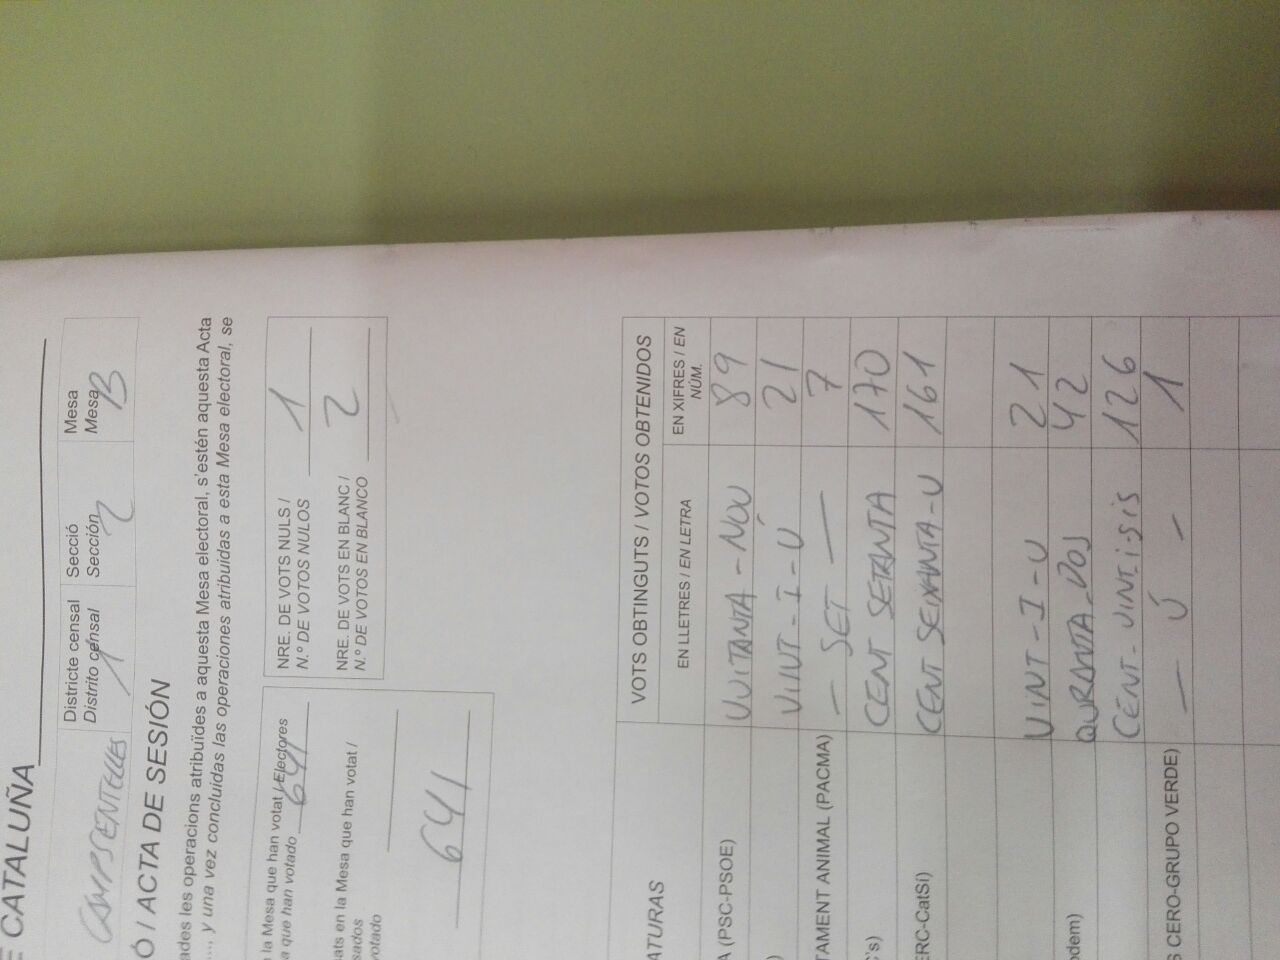 E CATALUÑA
CAMPSENTELLES
Districte censal
Distrito censal 1
Secció
Sección 2
Mesa
Mesa B
Ó / ACTA DE SESIÓN
ades les operacions atribuïdes a aquesta Mesa electoral, s'estén aquesta Acta
... y una vez concluidas las operaciones atribuidas a esta Mesa electoral, se
la Mesa que han votat / Electores
a que han votado 641
NRE. DE VOTS NULS /
N.º DE VOTOS NULOS 1
ats en la Mesa que han votat /
sados
votado
NRE. DE VOTS EN BLANC /
N.º DE VOTOS EN BLANCO 2
641
ATURAS
VOTS OBTINGUTS / VOTOS OBTENIDOS
EN LLETRES / EN LETRA
EN XIFRES / EN
NÚM.
A (PSC-PSOE) VUITANTA-NOU 89
) VINT-I-Ú 21
TAMENT ANIMAL (PACMA) — SET — 7
C's) CENT SETANTA 170
ERC-CatSí) CENT SEIXANTA-U 161
VINT-I-U 21
odem) QURANTA-DOS 42
CENT-VINT-i-SiS 126
S CERO-GRUPO VERDE) — Ú - 1